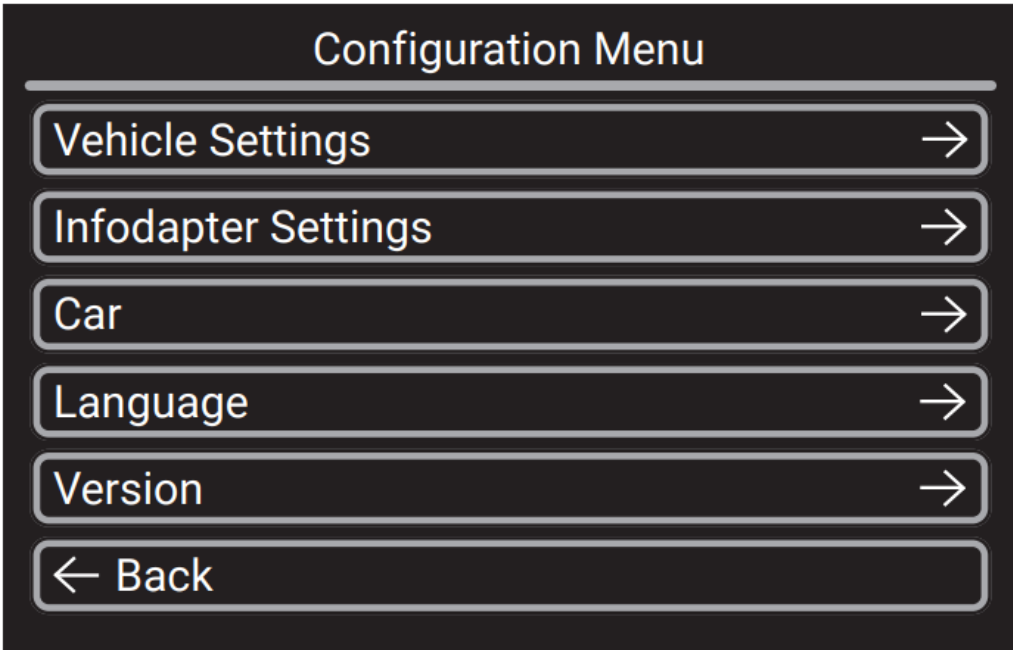 Configuration Menu
Vehicle Settings
Infodapter Settings
Car
Language
Version
Back